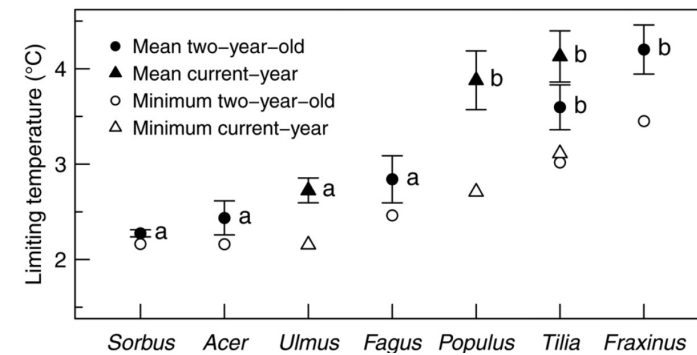 Limiting temperature (°C)
4
3
2
Mean two−year−old
Mean current−year
Minimum two−year−old
Minimum current−year
a
a
a
a
b
b
b
b
Sorbus Acer Ulmus Fagus Populus Tilia Fraxinus